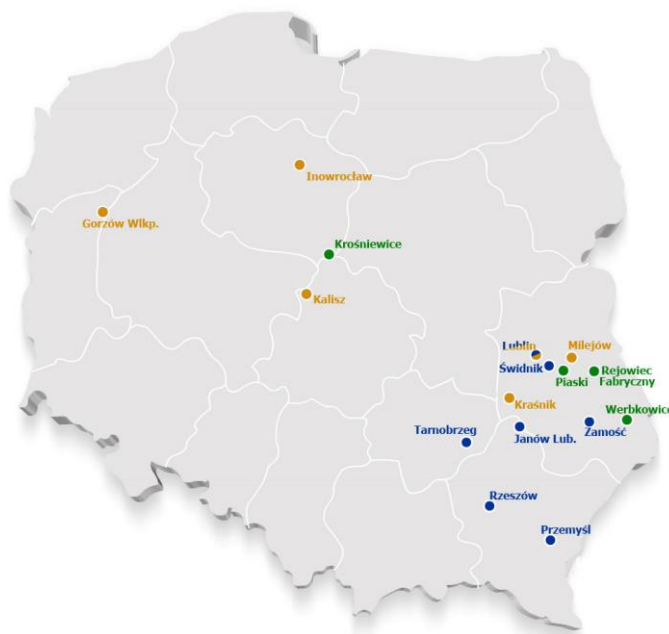 Inowrocław
Gorzów Wlkp.
Krośniewice
Kalisz
Lublin
Milejów
Świdnik
Piaski
Rejowiec
Fabryczny
Kraśnik
Werbkowice
Tarnobrzeg
Janów Lub.
Zamość
Rzeszów
Przemyśl